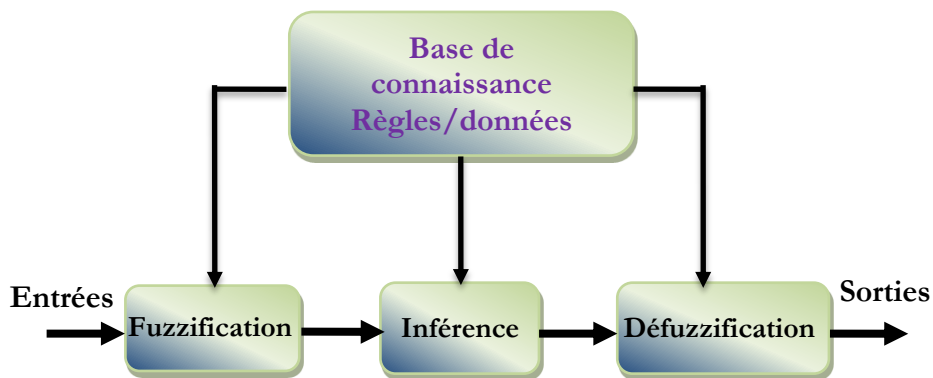 Base de
connaissance
Règles/données
Entrées
Sorties
Fuzzification
Inférence
Défuzzification